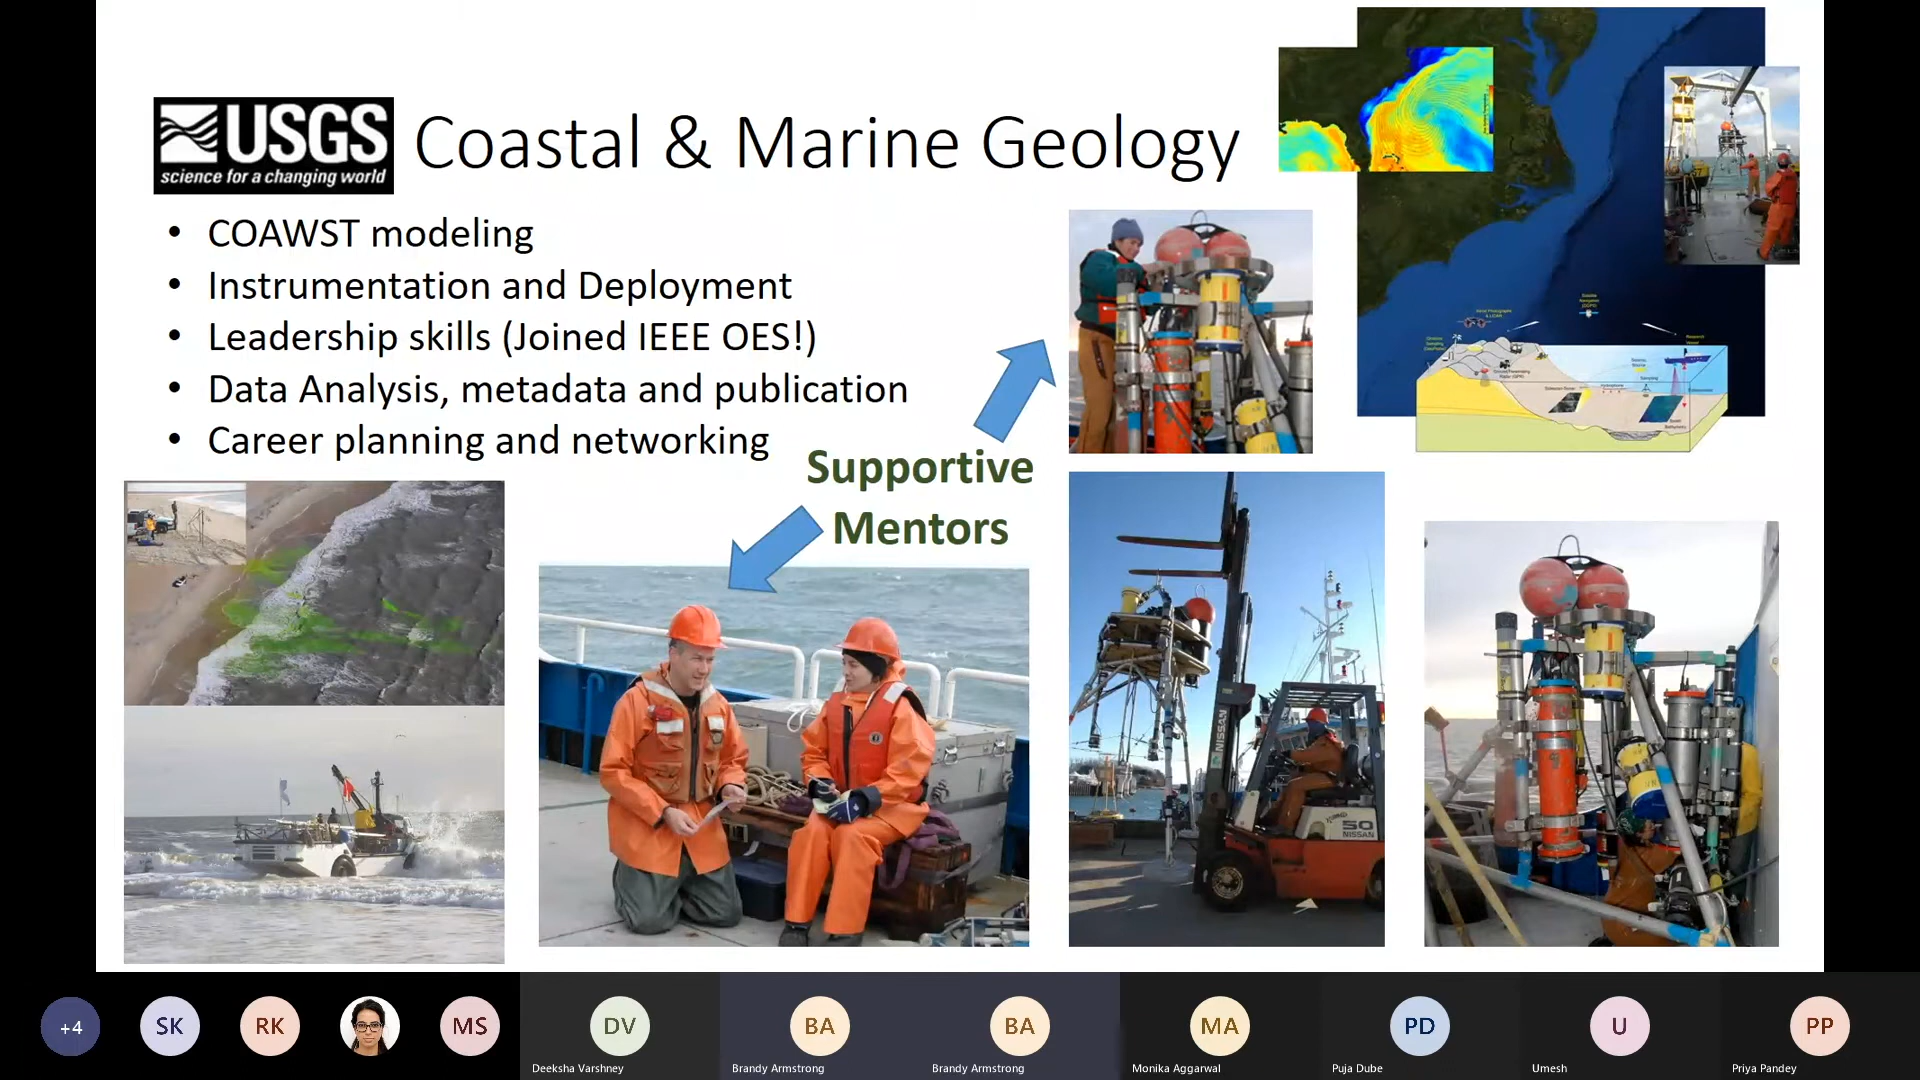 USGS
science for a changing world
Coastal & Marine Geology
• COAWST modeling
• Instrumentation and Deployment
• Leadership skills (Joined IEEE OES!)
• Data Analysis, metadata and publication
• Career planning and networking
Supportive
Mentors
NISSAN
50
NISSAN
+4
SK
RK
MS
DV
BA
BA
MA
PD
U
PP
Deeksha Varshney
Brandy Armstrong
Brandy Armstrong
Monika Aggarwal
Puja Dube
Umesh
Priya Pandey